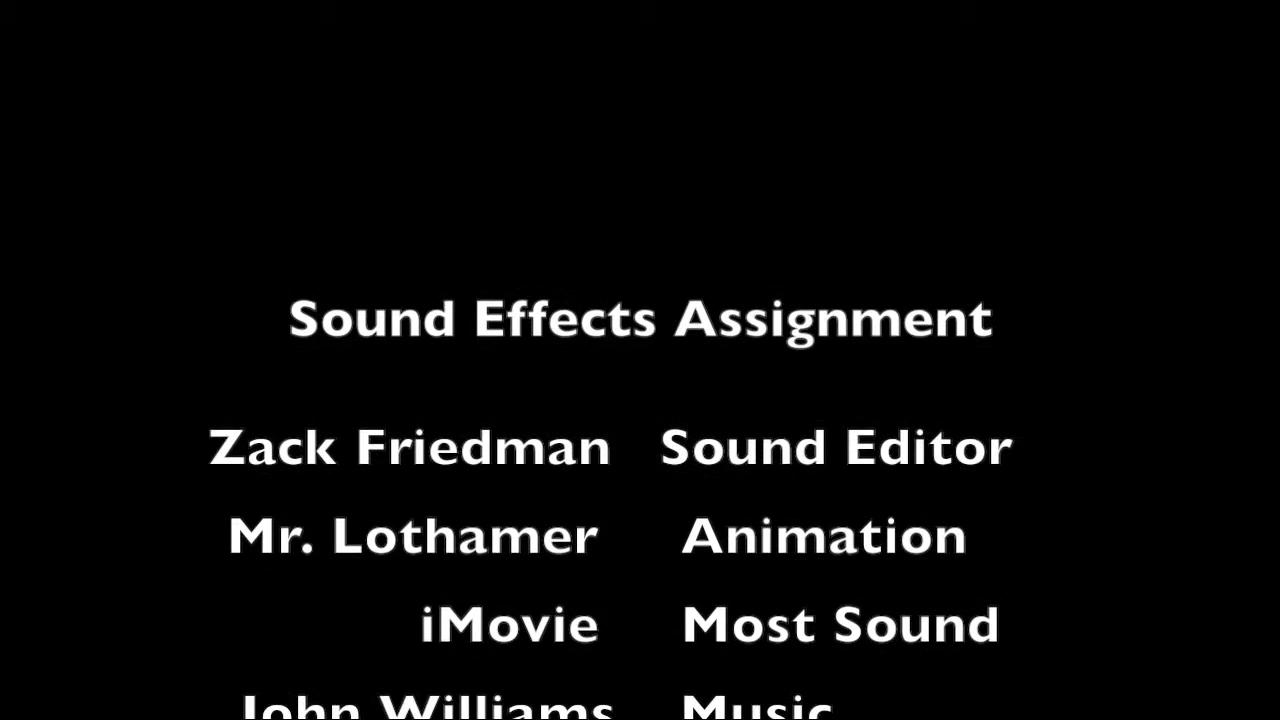 Sound Effects Assignment
Zack Friedman Sound Editor
Mr. Lothamer Animation
iMovie Most Sound
John Williams Music